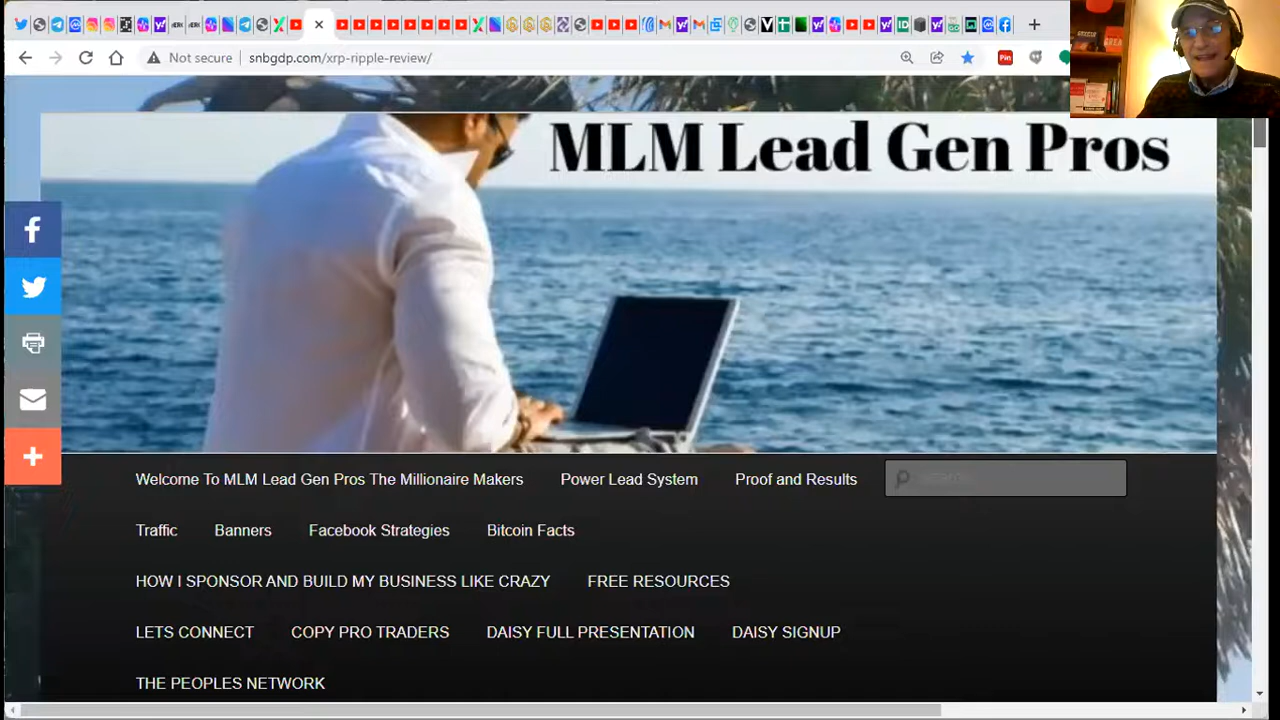 Not secure
snbgdp.com/xrp-ripple-review/
Pin
MLM Lead Gen Pros
Welcome To MLM Lead Gen Pros The Millionaire Makers
Power Lead System
Proof and Results
Traffic
Banners
Facebook Strategies
Bitcoin Facts
HOW I SPONSOR AND BUILD MY BUSINESS LIKE CRAZY
FREE RESOURCES
LETS CONNECT
COPY PRO TRADERS
DAISY FULL PRESENTATION
DAISY SIGNUP
THE PEOPLES NETWORK